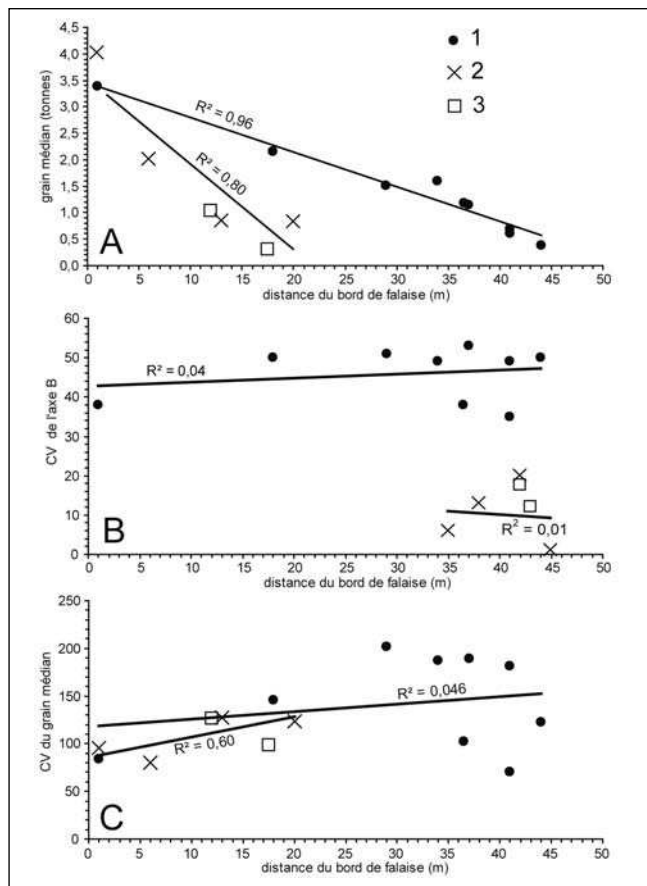 4,5
4,0
3,5
3,0
2,5
2,0
1,5
1,0
0,5
0,0
grain médian (tonnes)
1
2
3
R² = 0,96
R² = 0,80
A
0 5 10 15 20 25 30 35 40 45 50
distance du bord de falaise (m)
60
50
40
30
20
10
0
CV de l'axe B
R² = 0,04
R² = 0,01
B
0 5 10 15 20 25 30 35 40 45 50
distance du bord de falaise (m)
250
200
150
100
50
0
CV du grain médian
R² = 0,046
R² = 0,60
C
0 5 10 15 20 25 30 35 40 45 50
distance du bord de falaise (m)